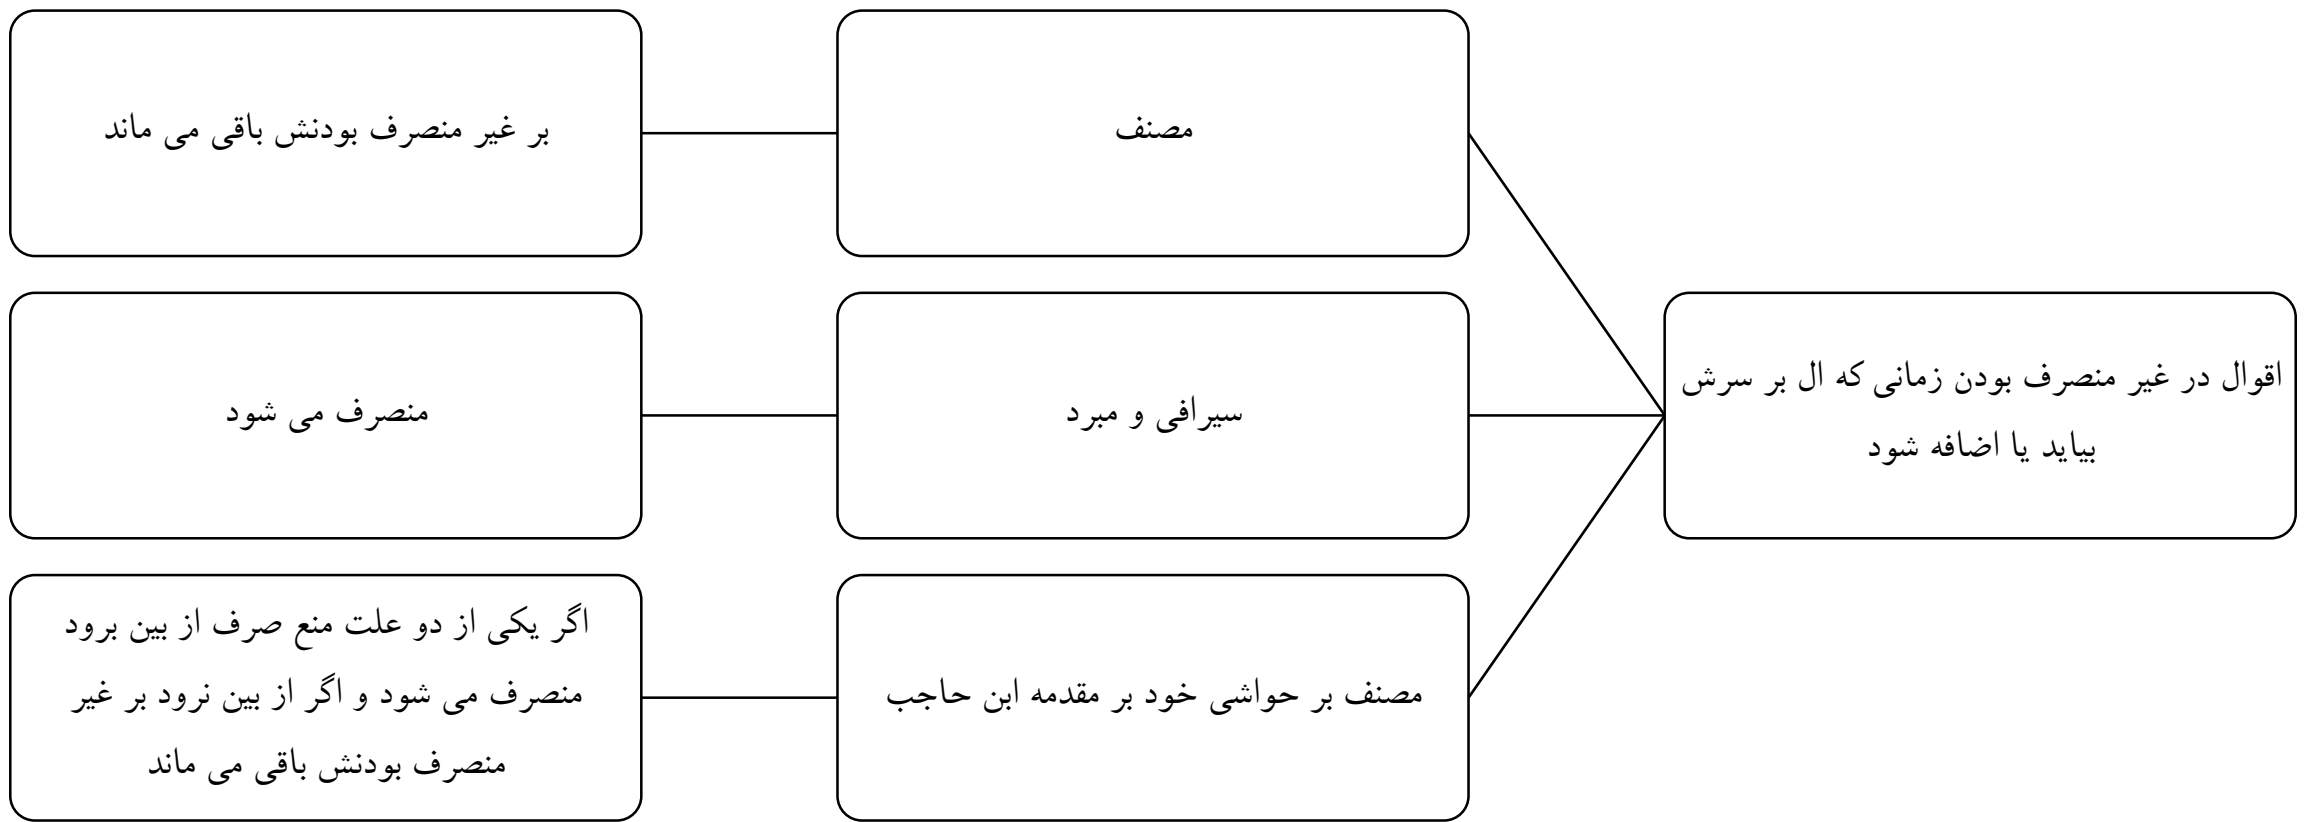 اقوال در غیر منصرف بودن زمانی که ال بر سرش
بیاید یا اضافه شود
مصنف
بر غیر منصرف بودنش باقی می ماند
سیرافی و مبرد
منصرف می شود
مصنف بر حواشی خود بر مقدمه ابن حاجب
اگر یکی از دو علت منع صرف از بین برود
منصرف می شود و اگر از بین نرود بر غیر
منصرف بودنش باقی می ماند